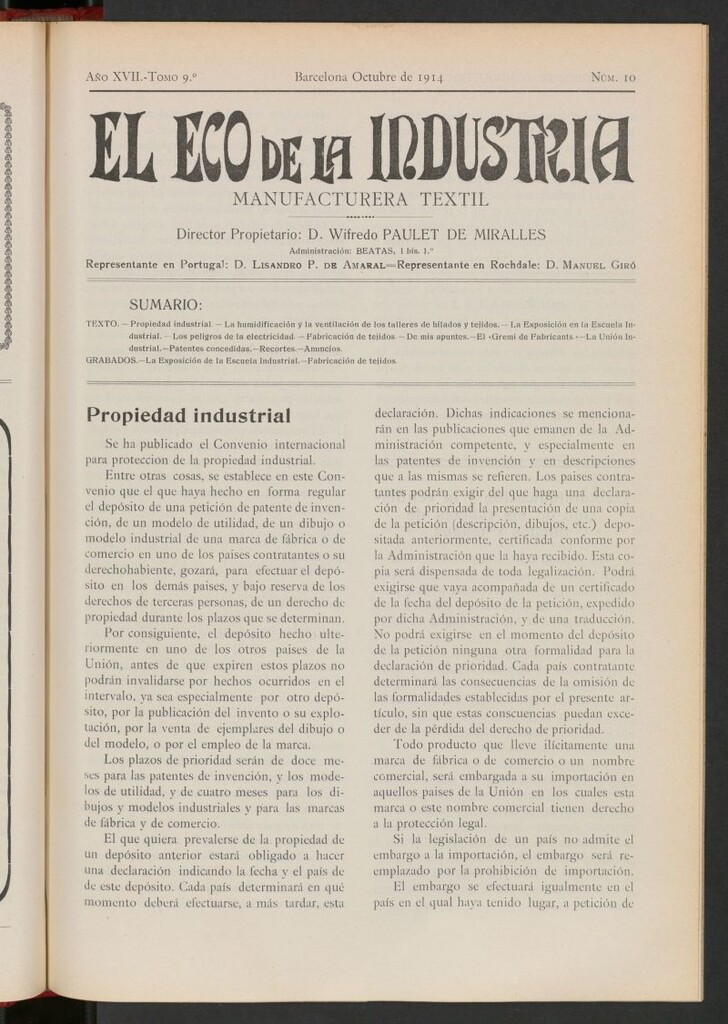 AÑO XVII.-TOMO 9.º
Barcelona Octubre de 1914
NÚM. 10
EL ECO DE LA INDUSTRIA
MANUFACTURERA TEXTIL
Director Propietario: D. Wifredo PAULET DE MIRALLES
Administración: BEATAS, 1 bis. 1.º
Representante en Portugal: D. LISANDRO P. DE AMARAL=Representante en Rochdale: D. MANUEL GIRÓ
SUMARIO:
TEXTO. — Propiedad industrial. — La humidificación y la ventilación de los talleres de hilados y tejidos. — La Exposición en la Escuela In-
dustrial. — Los peligros de la electricidad. — Fabricación de tejidos — De mis apuntes.—El «Gremi de Fabricants.»—La Unión In-
dustrial.—Patentes concedidas.—Recortes.—Anuncios.
GRABADOS.—La Exposición de la Escuela Industrial.—Fabricación de tejidos.
Propiedad industrial
Se ha publicado el Convenio internacional
para proteccion de la propiedad industrial.
Entre otras cosas, se establece en este Con-
venio que el que haya hecho en forma regular
el depósito de una petición de patente de inven-
ción, de un modelo de utilidad, de un dibujo o
modelo industrial de una marca de fábrica o de
comercio en uno de los paises contratantes o su
derechohabiente, gozará, para efectuar el depó-
sito en los demás paises, y bajo reserva de los
derechos de terceras personas, de un derecho de
propiedad durante los plazos que se determinan.
Por consiguiente, el depósito hecho ulte-
riormente en uno de los otros paises de la
Unión, antes de que expiren estos plazos no
podrán invalidarse por hechos ocurridos en el
intervalo, ya sea especialmente por otro depó-
sito, por la publicación del invento o su explo-
tación, por la venta de ejemplares del dibujo o
del modelo, o por el empleo de la marca.
Los plazos de prioridad serán de doce me-
ses para las patentes de invención, y los mode-
los de utilidad, y de cuatro meses para los di-
bujos y modelos industriales y para las marcas
de fábrica y de comercio.
El que quiera prevalerse de la propiedad de
un depósito anterior estará obligado a hacer
una declaración indicando la fecha y el país de
de este depósito. Cada país determinará en qué
momento deberá efectuarse, a más tardar, esta
declaración. Dichas indicaciones se menciona-
rán en las publicaciones que emanen de la Ad-
ministración competente, y especialmente en
las patentes de invención y en descripciones
que a las mismas se refieren. Los paises contra-
tantes podrán exigir del que haga una declara-
ción de prioridad la presentación de una copia
de la petición (descripción, dibujos, etc.) depo-
sitada anteriormente, certificada conforme por
la Administración que la haya recibido. Esta co-
pia será dispensada de toda legalización. Podrá
exigirse que vaya acompañada de un certificado
de la fecha del depósito de la petición, expedido
por dicha Administración, y de una traducción.
No podrá exigirse en el momento del depósito
de la petición ninguna otra formalidad para la
declaración de prioridad. Cada país contratante
determinará las consecuencias de la omisión de
las formalidades establecidas por el presente ar-
tículo, sin que estas conscuencias puedan exce-
der de la pérdida del derecho de prioridad.
Todo producto que lleve ilícitamente una
marca de fábrica o de comercio o un nombre
comercial, será embargada a su importación en
aquellos paises de la Unión en los cuales esta
marca o este nombre comercial tienen derecho
a la protección legal.
Si la legislación de un país no admite el
embargo a la importación, el embargo será re-
emplazado por la prohibición de importación.
El embargo se efectuará igualmente en el
país en el qual haya tenido lugar, a petición de